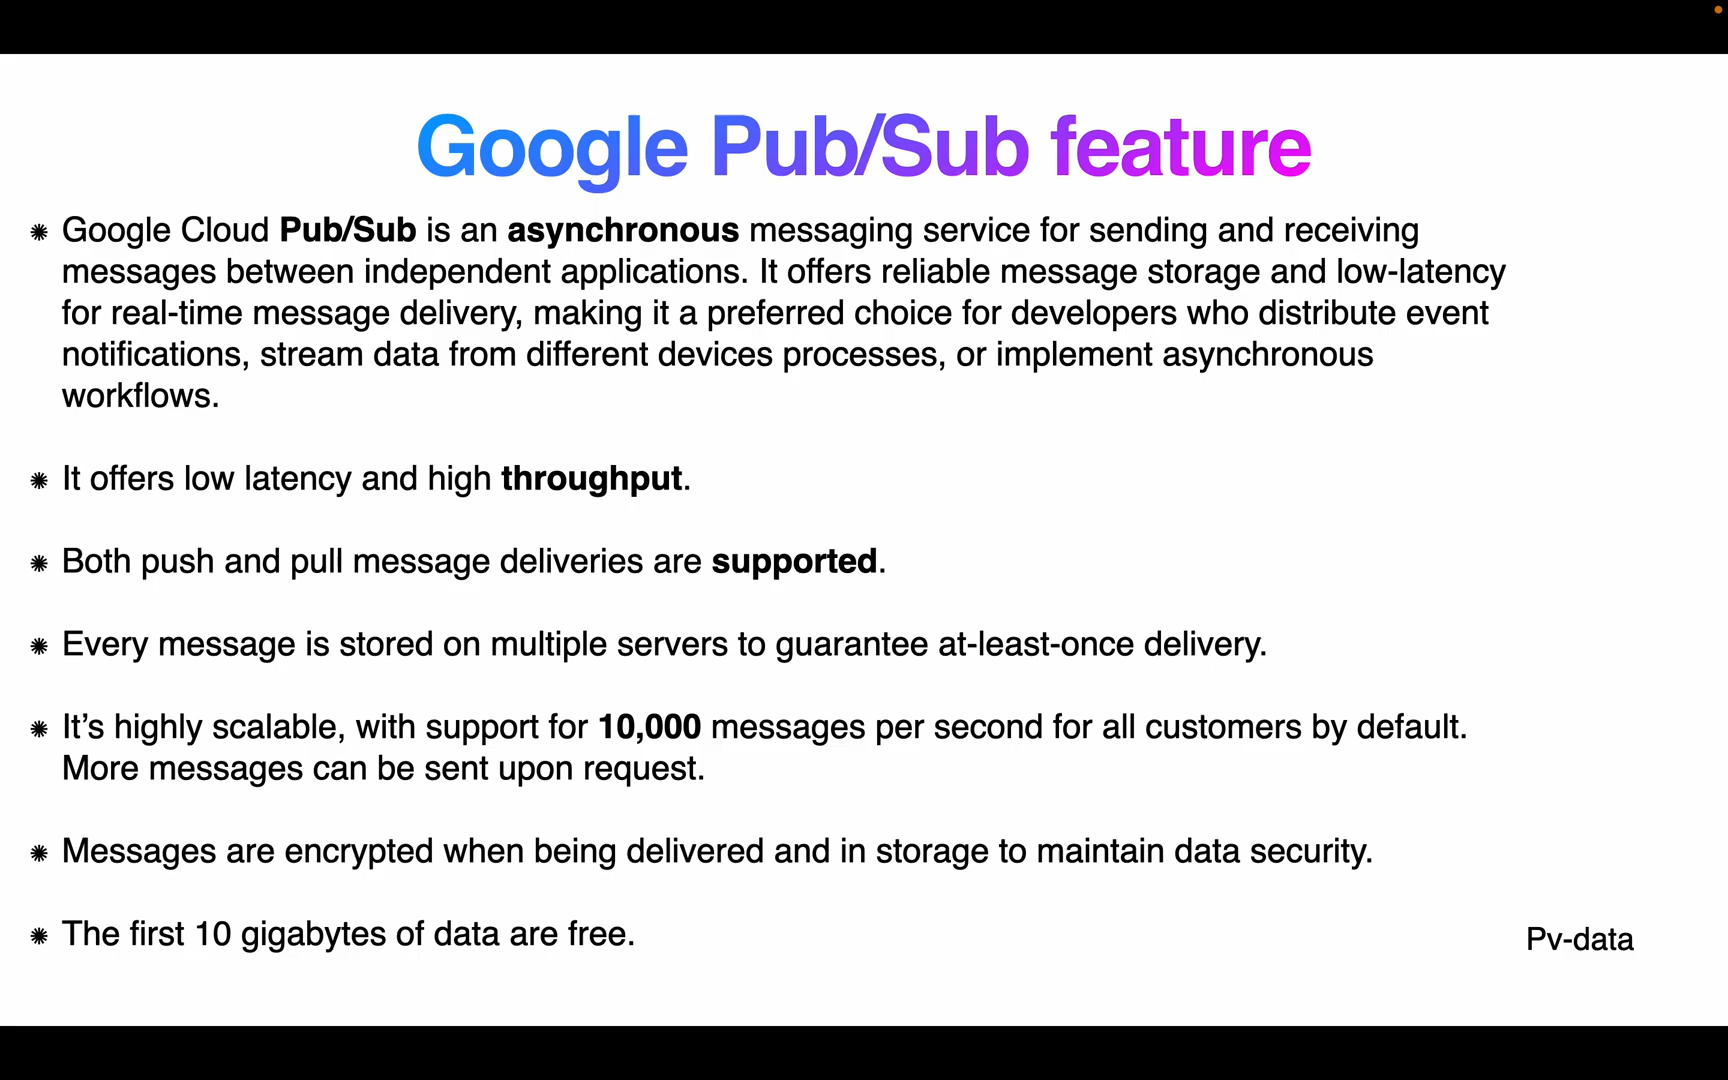 Google Pub/Sub feature
Google Cloud Pub/Sub is an asynchronous messaging service for sending and receiving
messages between independent applications. It offers reliable message storage and low-latency
for real-time message delivery, making it a preferred choice for developers who distribute event
notifications, stream data from different devices processes, or implement asynchronous
workflows.
It offers low latency and high throughput.
Both push and pull message deliveries are supported.
Every message is stored on multiple servers to guarantee at-least-once delivery.
It’s highly scalable, with support for 10,000 messages per second for all customers by default.
More messages can be sent upon request.
Messages are encrypted when being delivered and in storage to maintain data security.
The first 10 gigabytes of data are free.
Pv-data